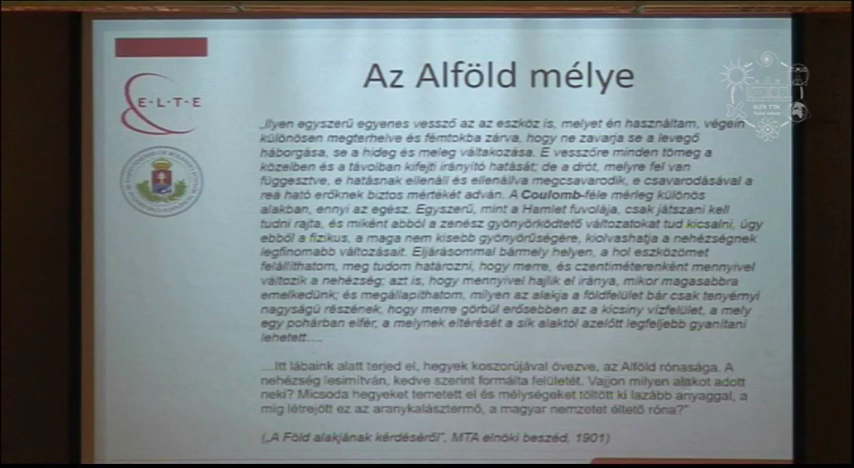 Az Alföld mélye
E·L·T·E
„Ilyen egyszerű egyenes vessző az az eszköz is, melyet én használtam, végein
különösen megterhelve és fémtokba zárva, hogy ne zavarja se a levegő
háborgása, se a hideg és meleg váltakozása. E vesszőre minden tömeg a
közelben és a távolban kifejti irányító hatását; de a drót, melyre fel van
függesztve, e hatásnak ellenáll és ellenállva megcsavarodik, e csavarodásával a
reá ható erőknek biztos mértékét adván. A Coulomb-féle mérleg különös
alakban, ennyi az egész. Egyszerű, mint a Hamlet fuvolája, csak játszani kell
tudni rajta, és miként abból a zenész gyönyörködtető változatokat tud kicsalni, úgy
ebből a fizikus, a maga nem kisebb gyönyörűségére, kiolvashatja a nehézségnek
legfinomabb változásait. Eljárásommal bármely helyen, a hol eszközömet
felállíthatom, meg tudom határozni, hogy merre, és czentiméterenként mennyivel
változik a nehézség; azt is, hogy mennyivel hajlik el iránya, mikor magasabbra
emelkedünk; és megállapíthatom, milyen az alakja a földfelület bár csak tenyérnyi
nagyságú részének, hogy merre görbül erősebben az a kicsiny vízfelület, a mely
egy pohárban elfér, a melynek eltérését a sík alaktól azelőtt legfeljebb gyanítani
lehetett….
…Itt lábaink alatt terjed el, hegyek koszorújával övezve, az Alföld rónasága. A
nehézség lesimítván, kedve szerint formálta felületét. Vajjon milyen alakot adott
neki? Micsoda hegyeket temetett el és mélységeket töltött ki lazább anyaggal, a
míg létrejött ez az aranykalásztermő, a magyar nemzetet éltető róna?”
(„A Föld alakjának kérdéséről”, MTA elnöki beszéd, 1901)